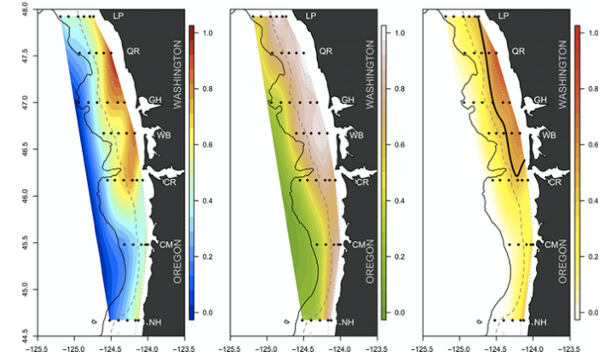 48.0 LP 1.0 LP 1.0 LP 1.0
47.5 QR WASHINGTON 0.8 QR WASHINGTON 0.8 QR WASHINGTON 0.8
47.0 GH GH GH
46.5 WB 0.6 WB 0.6 WB 0.6
46.0 CR 0.4 CR 0.4 CR 0.4
45.5 CM OREGON 0.2 CM OREGON 0.2 CM OREGON 0.2
45.0 NH 0.0 NH 0.0 NH 0.0
44.5
−125.5 −125.0 −124.5 −124.0 −123.5 −125.5 −125.0 −124.5 −124.0 −123.5 −125.5 −125.0 −124.5 −124.0 −123.5